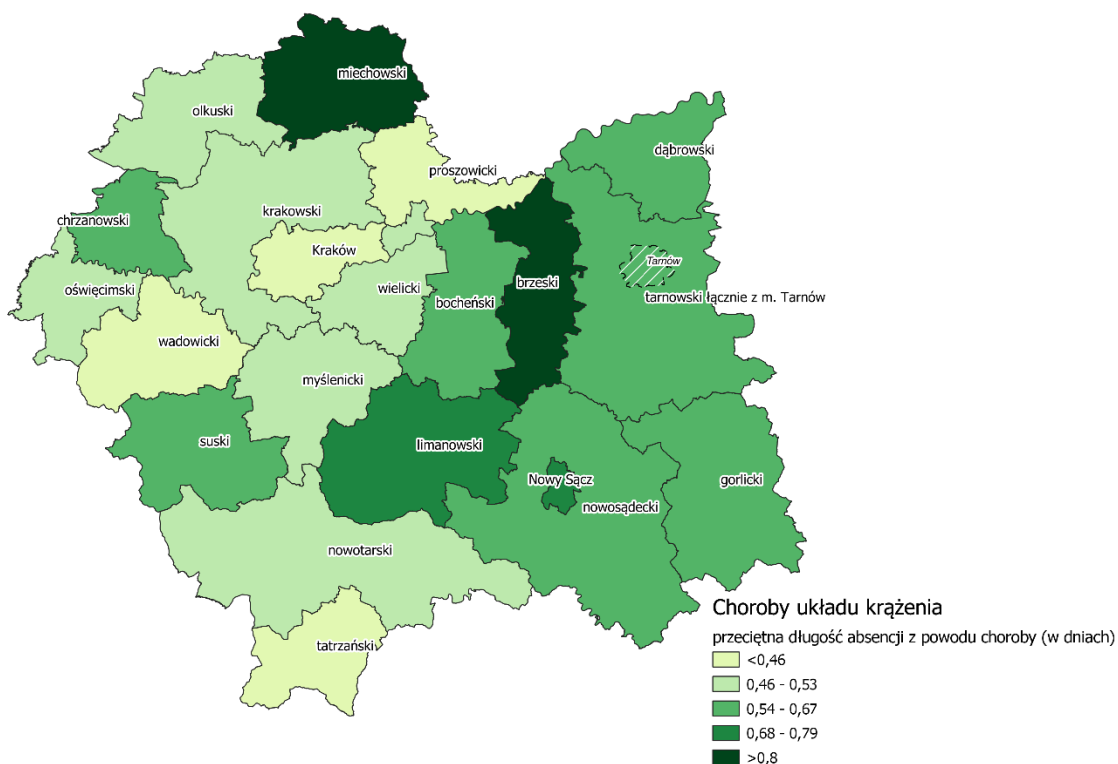 miechowski
olkuski
dąbrowski
proszowicki
chrzanowski
krakowski
Kraków
Tarnów
wielicki
brzeski
oświęcimski
bocheński
tarnowski łącznie z m. Tarnów
wadowicki
myślenicki
suski
limanowski
Nowy Sącz
gorlicki
nowosądecki
nowotarski
tatrzański
Choroby układu krążenia
przeciętna długość absencji z powodu choroby (w dniach)
<0,46
0,46 - 0,53
0,54 - 0,67
0,68 - 0,79
>0,8